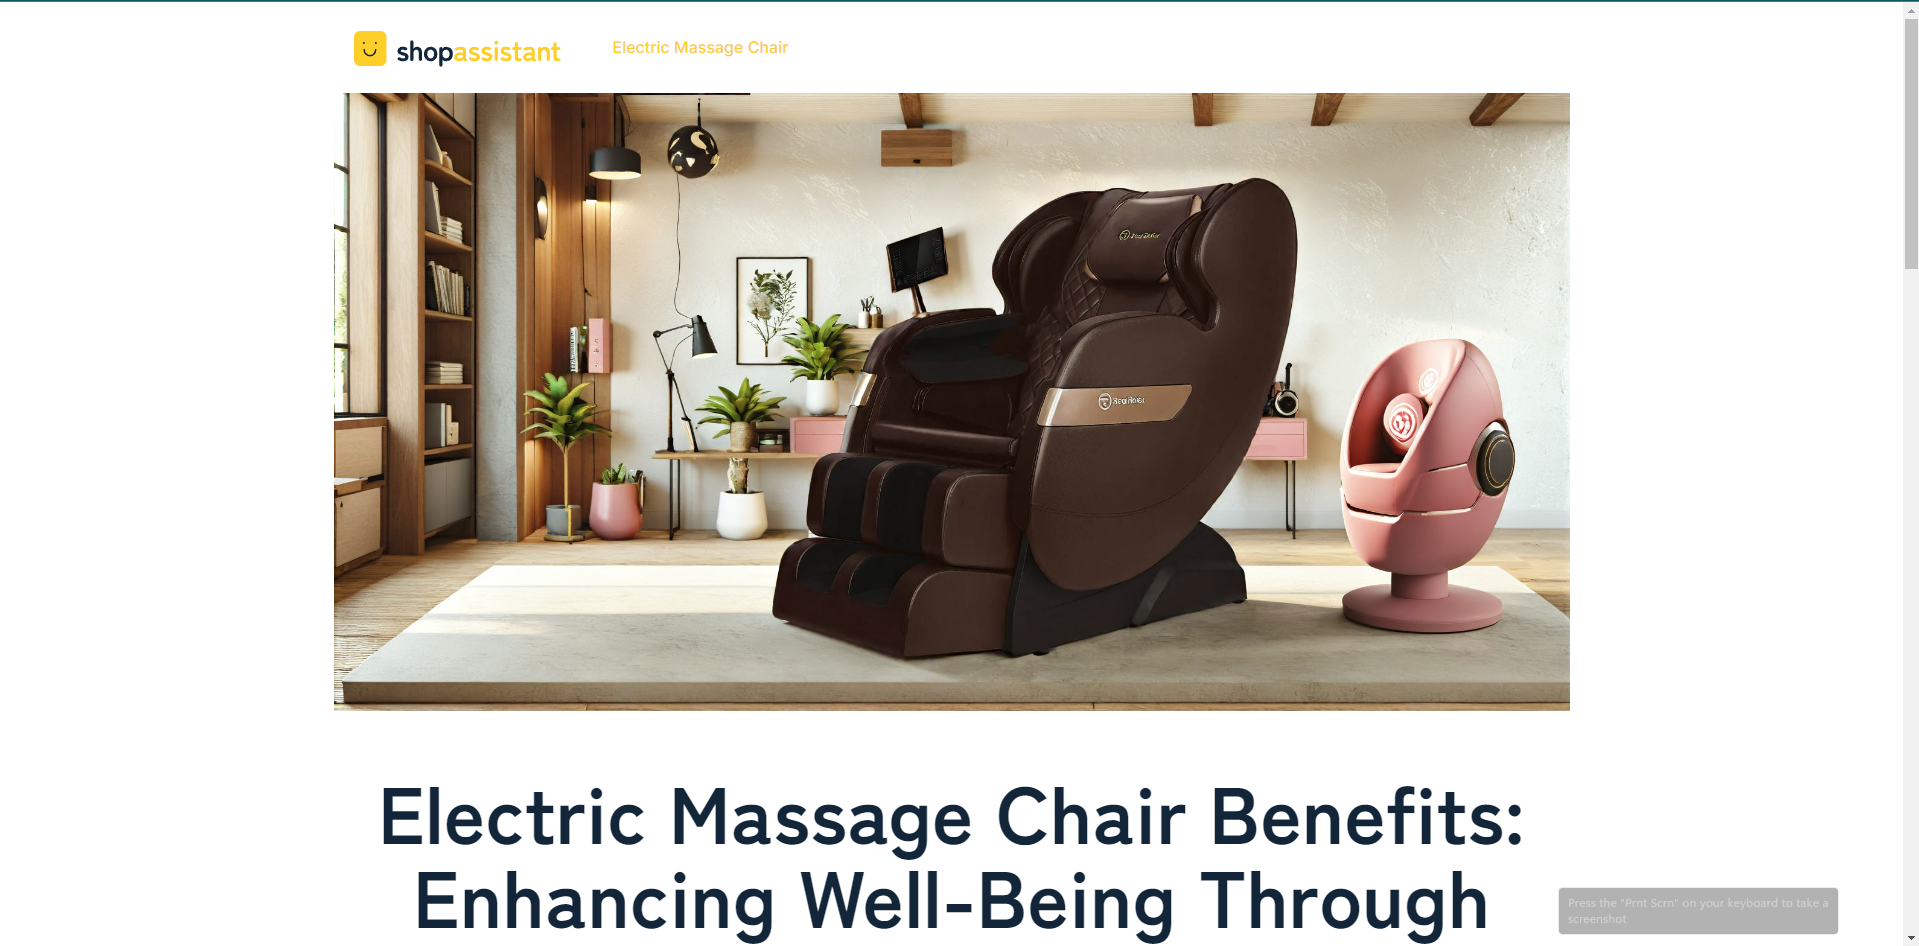 shopassistant
Electric Massage Chair
Electric Massage Chair Benefits:
Enhancing Well-Being Through
Press the "Prnt Scrn" on your keyboard to take a
screenshot